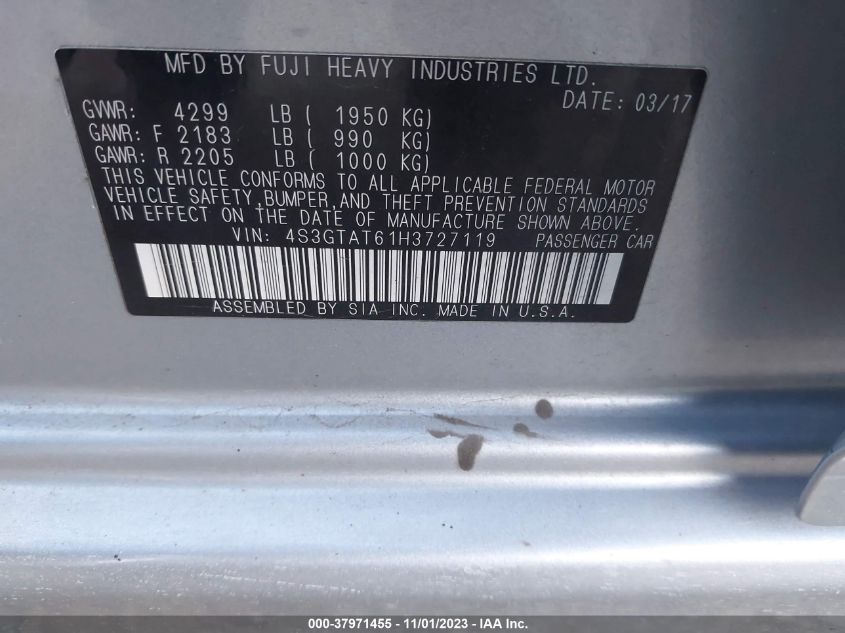 MFD BY FUJI HEAVY INDUSTRIES LTD.
DATE: 03/17
GVWR: 4299 LB ( 1950 KG)
GAWR: F 2183 LB ( 990 KG)
GAWR: R 2205 LB ( 1000 KG)
THIS VEHICLE CONFORMS TO ALL APPLICABLE FEDERAL MOTOR
VEHICLE SAFETY,BUMPER,AND THEFT PREVENTION STANDARDS
IN EFFECT ON THE DATE OF MANUFACTURE SHOWN ABOVE.
VIN: 4S3GTAT61H3727119 PASSENGER CAR
ASSEMBLED BY SIA INC. MADE IN U.S.A.
000-37971455 - 11/01/2023 - IAA Inc.